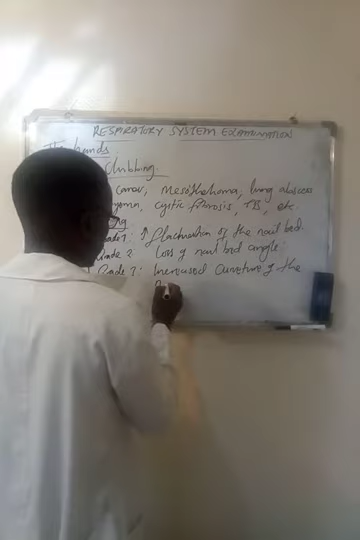 RESPIRATORY SYSTEM EXAMINATION
The hands
clubbing.
cancer, Mesothelioma, lung abscess
cystic fibrosis, TB, etc.
Grade 1: ↑ fluctuation of the nail bed.
Grade 2 Loss of nail bed angle.
Grade 3: Increased curvature of the